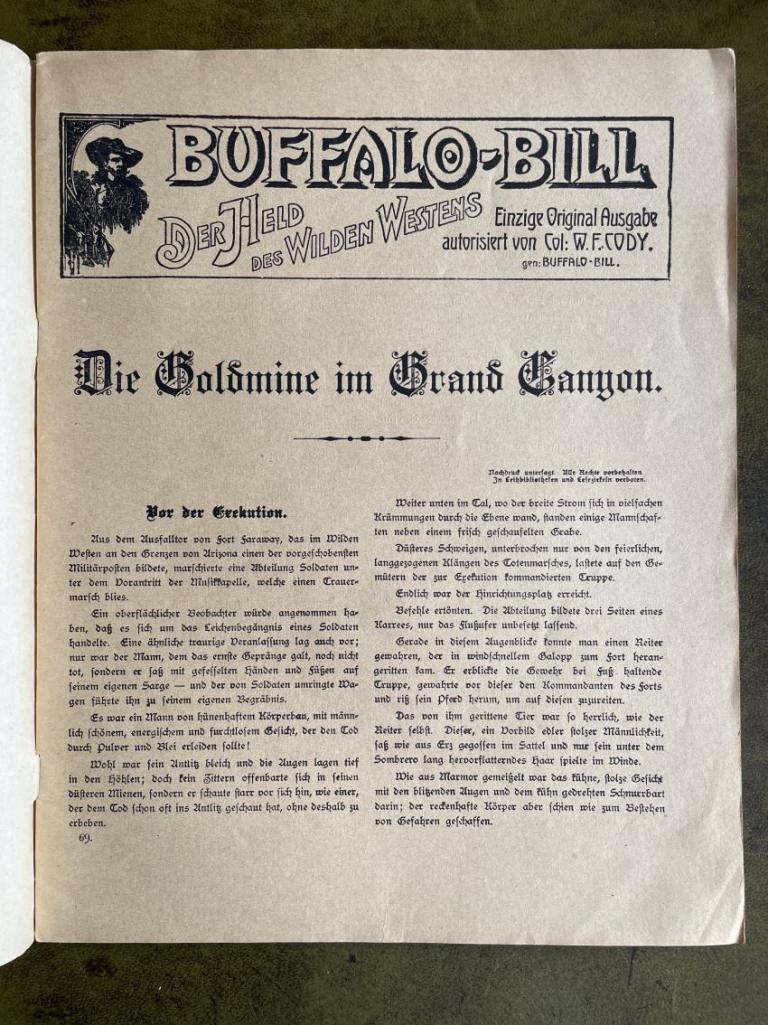 BUFFALO-BILL
DER HELD
DES WILDEN WESTENS
Einzige Original Ausgabe
autorisiert von Col: W. F. CODY.
gen: BUFFALO-BILL.
Die Goldmine im Grand Canyon.
Nachdruck untersagt. Alle Rechte vorbehalten.
In Leihbibliotheken und Lesezirkeln verboten.
Vor der Exekution.
Aus dem Ausfalltor von Fort Faraway, das im Wilden
Westen an den Grenzen von Arizona einen der vorgeschobensten
Militärposten bildete, marschierte eine Abteilung Soldaten un-
ter dem Vorantritt der Musikkapelle, welche einen Trauer-
marsch blies.
Ein oberflächlicher Beobachter würde angenommen ha-
ben, daß es sich um das Leichenbegängnis eines Soldaten
handelte. Eine ähnliche traurige Veranlassung lag auch vor;
nur war der Mann, dem das ernste Gepränge galt, noch nicht
tot, sondern er saß mit gefesselten Händen und Füßen auf
seinem eigenen Sarge — und der von Soldaten umringte Wa-
gen führte ihn zu seinem eigenen Begräbnis.
Es war ein Mann von hünenhaftem Körperbau, mit männ-
lich schönem, energischem und furchtlosem Gesicht, der den Tod
durch Pulver und Blei erleiden sollte!
Wohl war sein Antlitz bleich und die Augen lagen tief
in den Höhlen; doch kein Zittern offenbarte sich in seinen
düsteren Mienen, sondern er schaute starr vor sich hin, wie einer,
der dem Tod schon oft ins Antlitz geschaut hat, ohne deshalb zu
erbeben.
69.
Weiter unten im Tal, wo der breite Strom sich in vielfachen
Krümmungen durch die Ebene wand, standen einige Mannschaf-
ten neben einem frisch geschaufelten Grabe.
Düsteres Schweigen, unterbrochen nur von den feierlichen,
langgezogenen Klängen des Totenmarsches, lastete auf den Ge-
mütern der zur Exekution kommandierten Truppe.
Endlich war der Hinrichtungsplatz erreicht.
Befehle ertönten. Die Abteilung bildete drei Seiten eines
Karrees, nur das Flußufer unbesetzt lassend.
Gerade in diesem Augenblicke konnte man einen Reiter
gewahren, der in windschnellem Galopp zum Fort heran-
geritten kam. Er erblickte die Gewehr bei Fuß haltende
Truppe, gewahrte vor dieser den Kommandanten des Forts
und riß sein Pferd herum, um auf diesen zuzureiten.
Das von ihm gerittene Tier war so herrlich, wie der
Reiter selbst. Dieser, ein Vorbild edler stolzer Männlichkeit,
saß wie aus Erz gegossen im Sattel und nur sein unter dem
Sombrero lang hervorflatterndes Haar spielte im Winde.
Wie aus Marmor gemeißelt war das kühne, stolze Gesicht
mit den blitzenden Augen und dem kühn gedrehten Schnurrbart
darin; der reckenhafte Körper aber schien wie zum Bestehen
von Gefahren geschaffen.